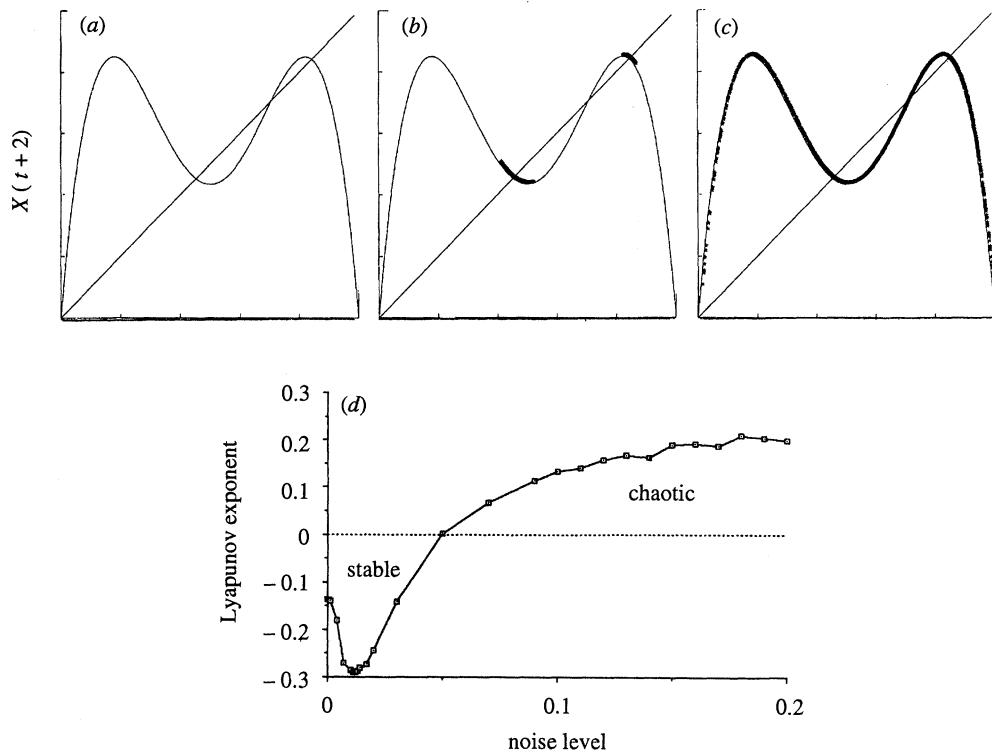 (a)
(b)
(c)
X(t + 2)
(d)
0.3
0.2
0.1
0
– 0.1
– 0.2
– 0.3
Lyapunov exponent
stable
chaotic
0
0.1
0.2
noise level